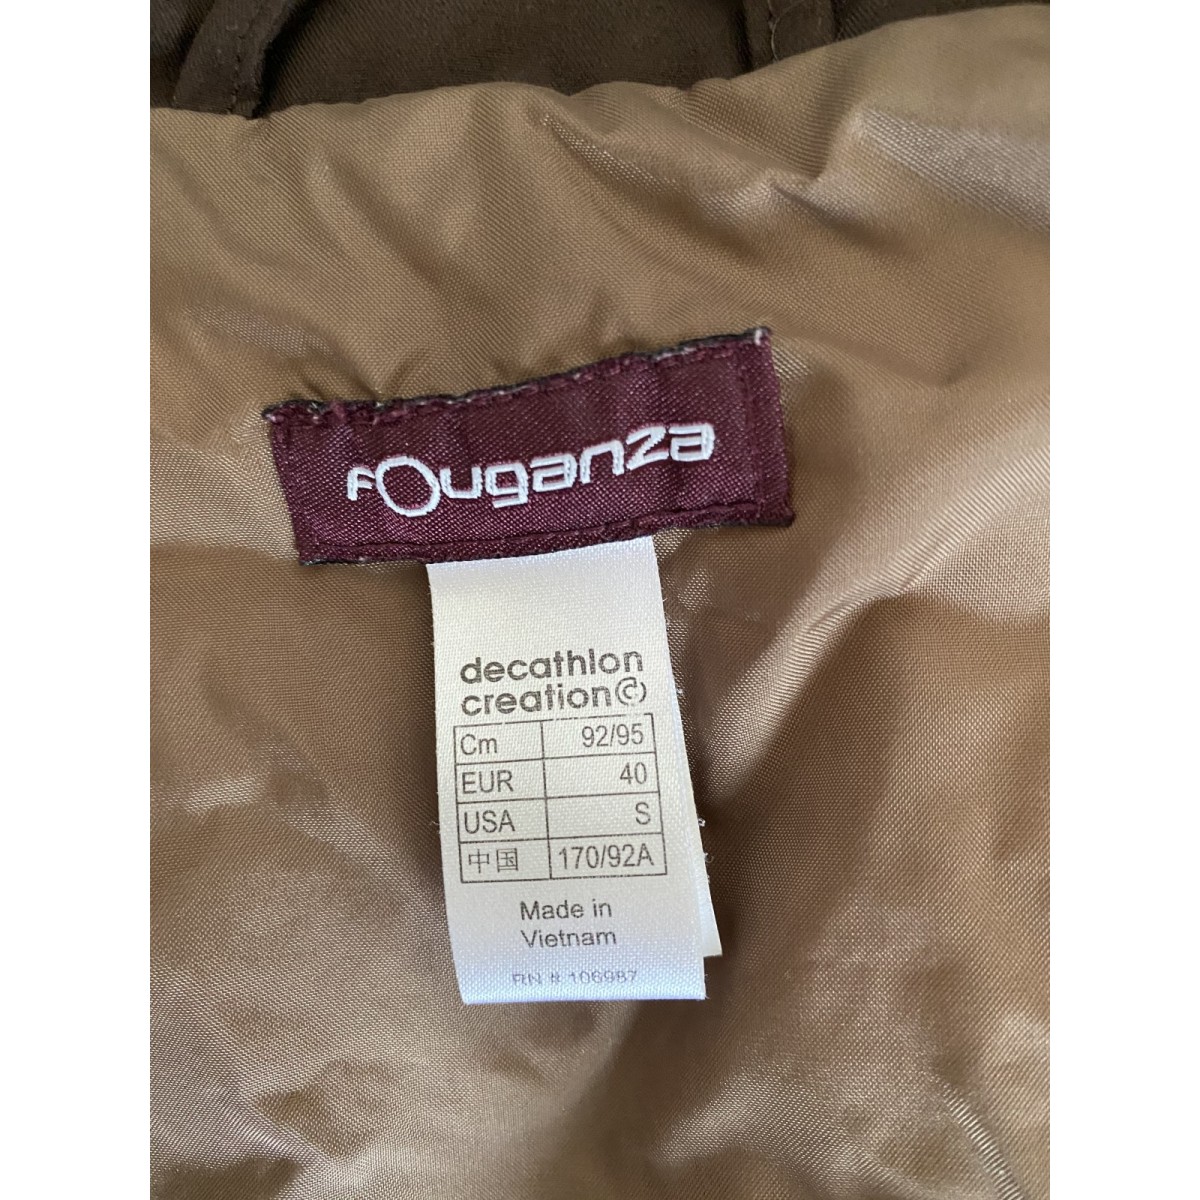 fouganza
decathlon
creation©
Cm 92/95
EUR 40
USA S
中国 170/92A
Made in
Vietnam
RN # 106987